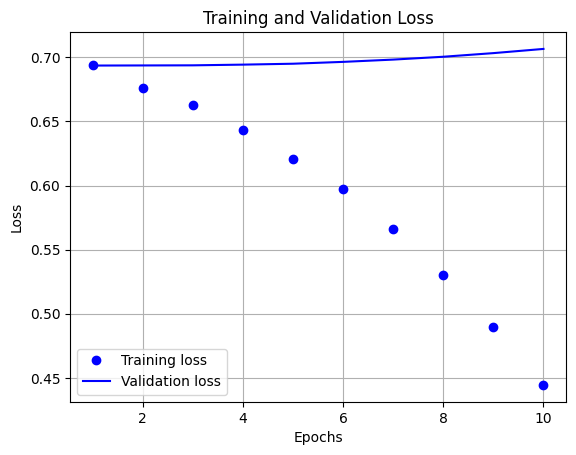 Training and Validation Loss
Loss
0.70
0.65
0.60
0.55
0.50
0.45
Training loss
Validation loss
2
4
6
8
10
Epochs